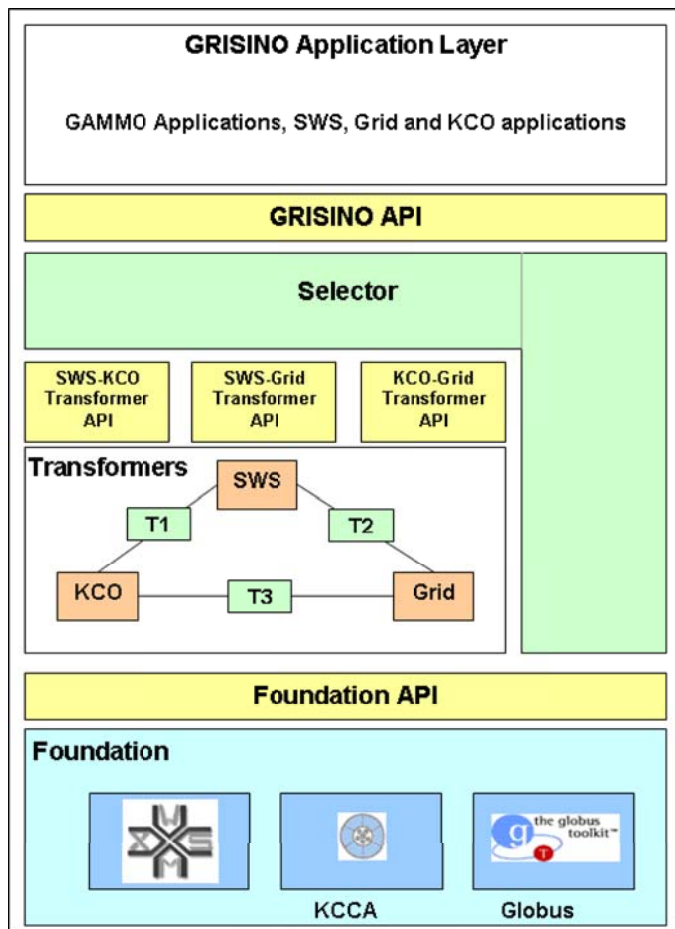 GRISINO Application Layer
GAMMO Applications, SWS, Grid and KCO applications
GRISINO API
Selector
SWS-KCO
Transformer
API
SWS-Grid
Transformer
API
KCO-Grid
Transformer
API
Transformers
SWS
T1
T2
KCO
T3
Grid
Foundation API
Foundation
W
S
M
g
the globus
toolkit™
T
KCCA
Globus